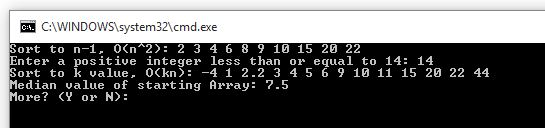 C:\WINDOWS\system32\cmd.exe
Sort to n-1, O(n^2): 2 3 4 6 8 9 10 15 20 22
Enter a positive integer less than or equal to 14: 14
Sort to k value, O(kn): -4 1 2.2 3 4 5 6 9 10 11 15 20 22 44
Median value of starting Array: 7.5
More? (Y or N):